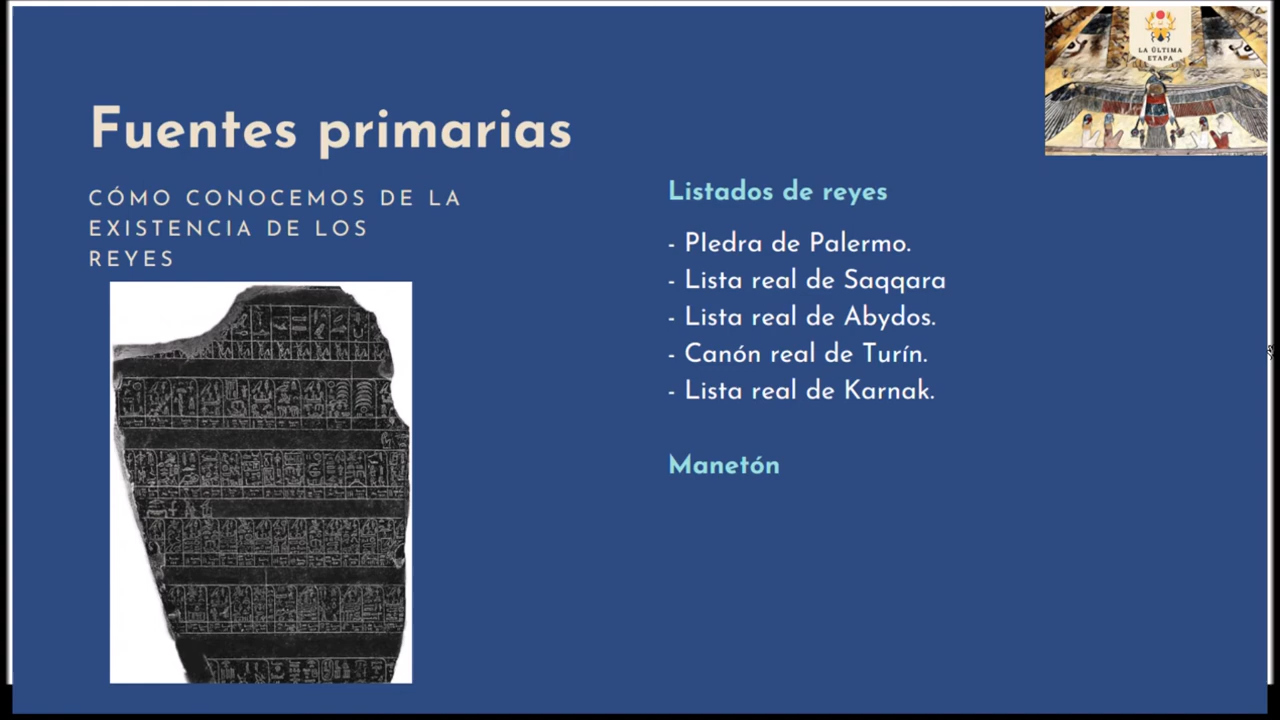 LA ÚLTIMA
ETAPA
Fuentes primarias
CÓMO CONOCEMOS DE LA
EXISTENCIA DE LOS
REYES
Listados de reyes
- PIedra de Palermo.
- Lista real de Saqqara
- Lista real de Abydos.
- Canón real de Turín.
- Lista real de Karnak.
Manetón